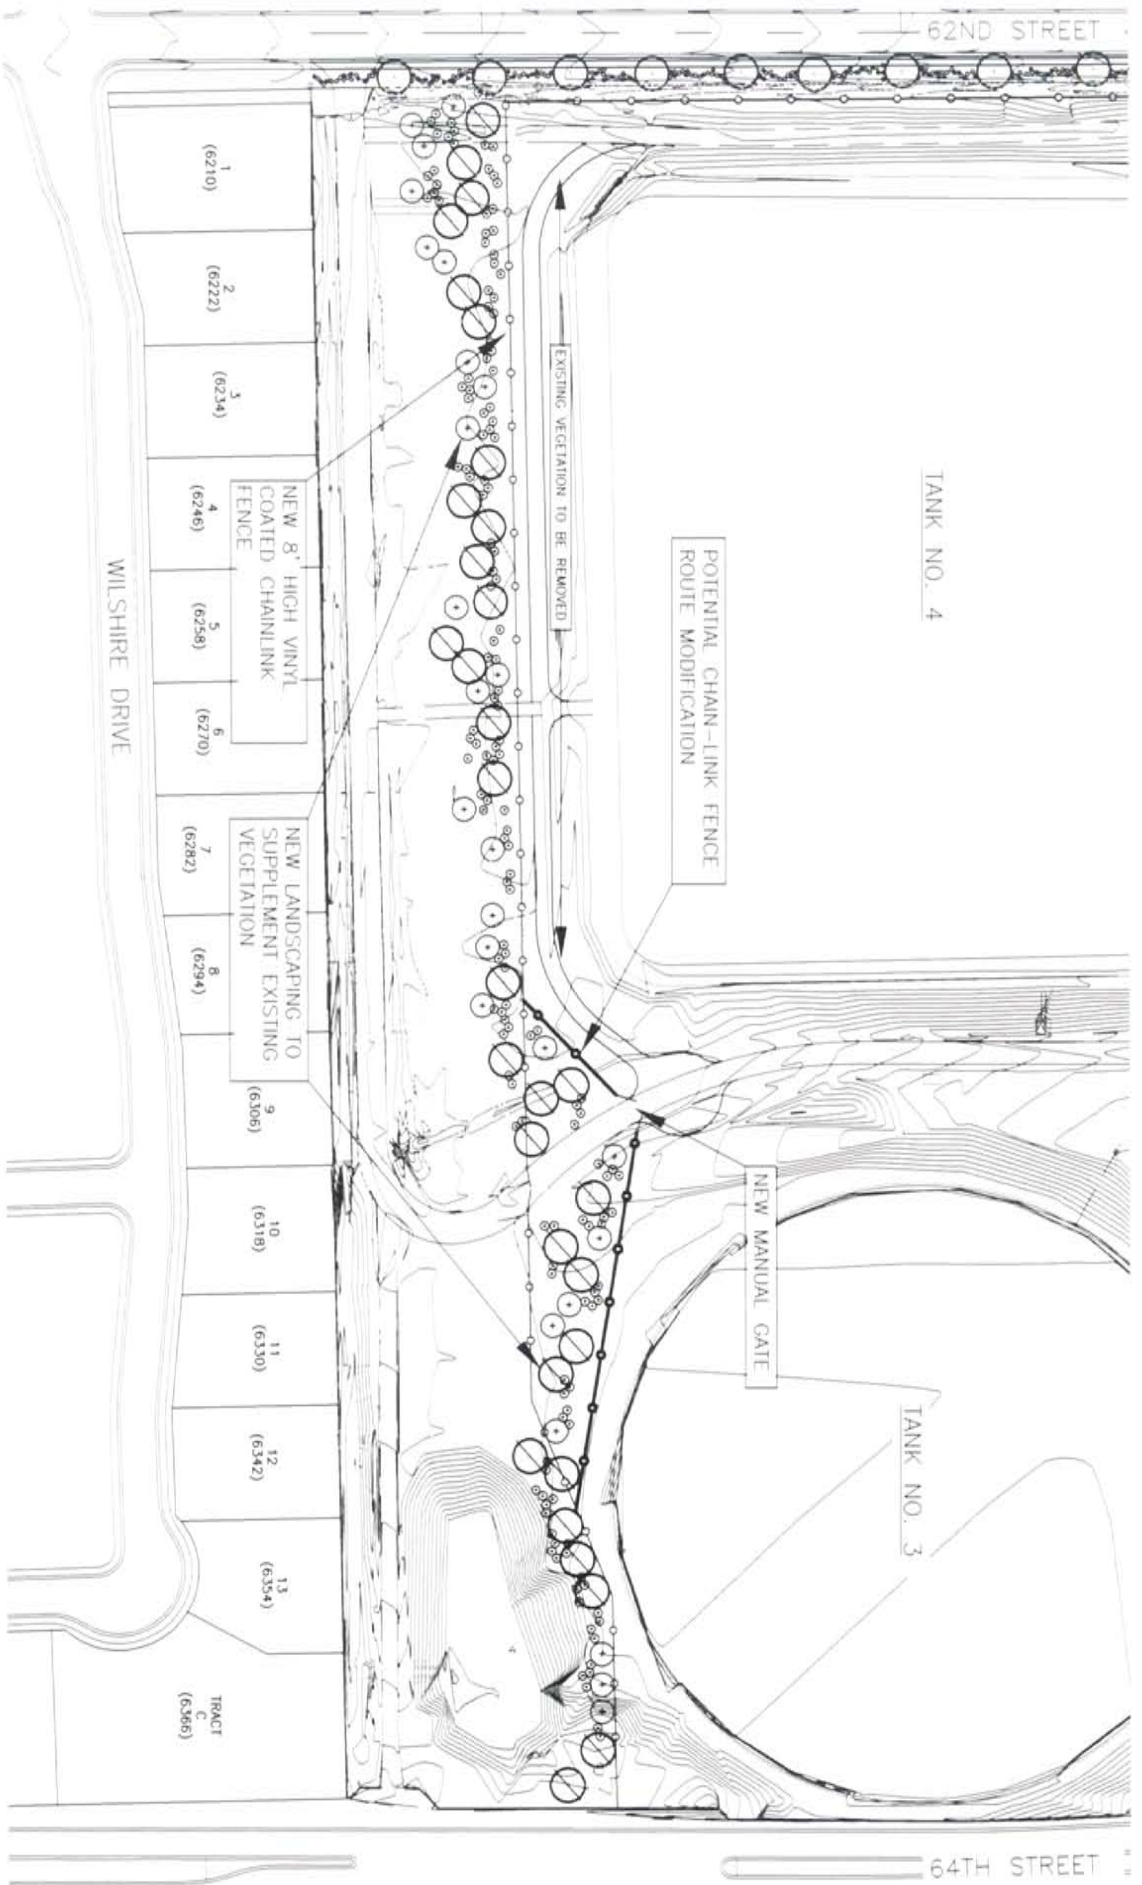 62ND STREET
1
(6210)
2
(6222)
3
(6234)
4
(6246)
5
(6258)
6
(6270)
7
(6282)
8
(6294)
9
(6306)
10
(6318)
11
(6330)
12
(6342)
13
(6354)
TRACT
C
(6366)
WILSHIRE DRIVE
NEW 8' HIGH VINYL
COATED CHAINLINK
FENCE
NEW LANDSCAPING TO
SUPPLEMENT EXISTING
VEGETATION
EXISTING VEGETATION TO BE REMOVED
POTENTIAL CHAIN-LINK FENCE
ROUTE MODIFICATION
NEW MANUAL GATE
TANK NO. 4
TANK NO. 3
64TH STREET